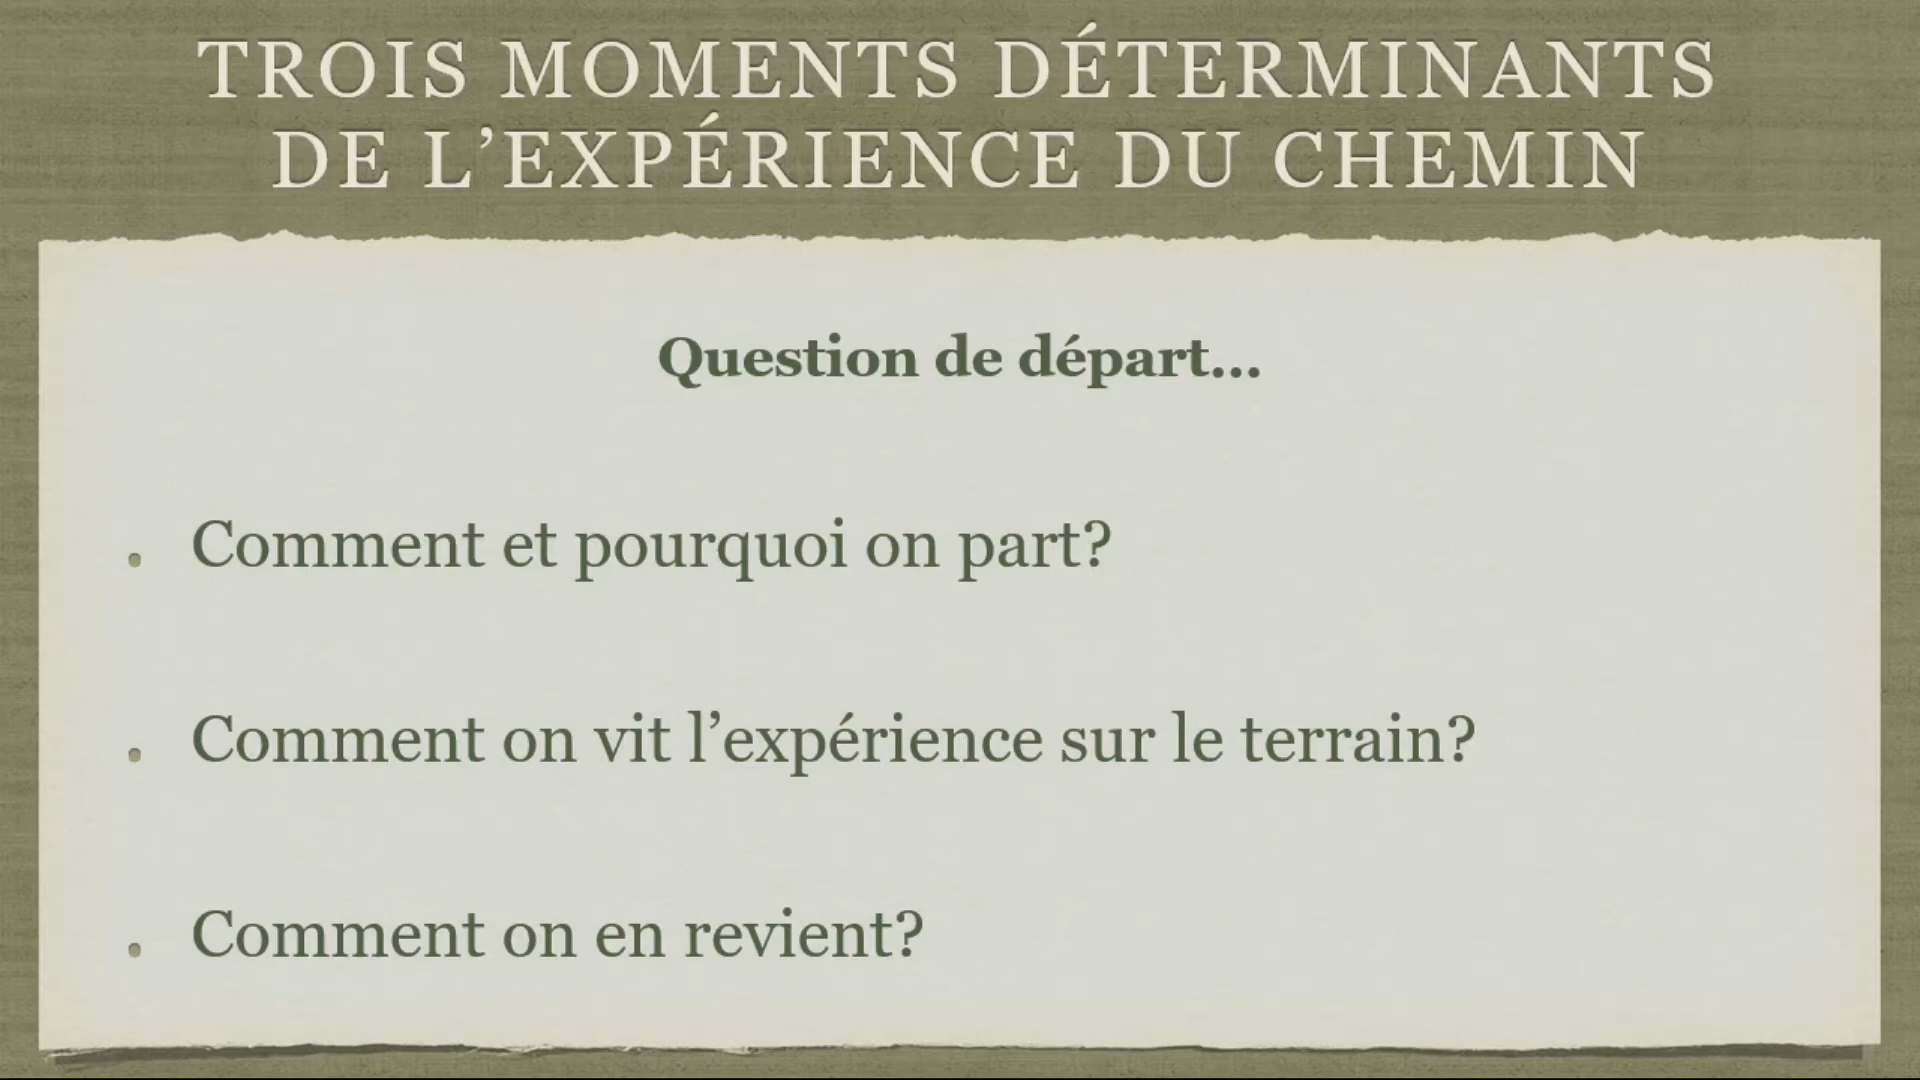 TROIS MOMENTS DÉTERMINANTS
DE L’EXPÉRIENCE DU CHEMIN
Question de départ...
• Comment et pourquoi on part?
• Comment on vit l’expérience sur le terrain?
• Comment on en revient?